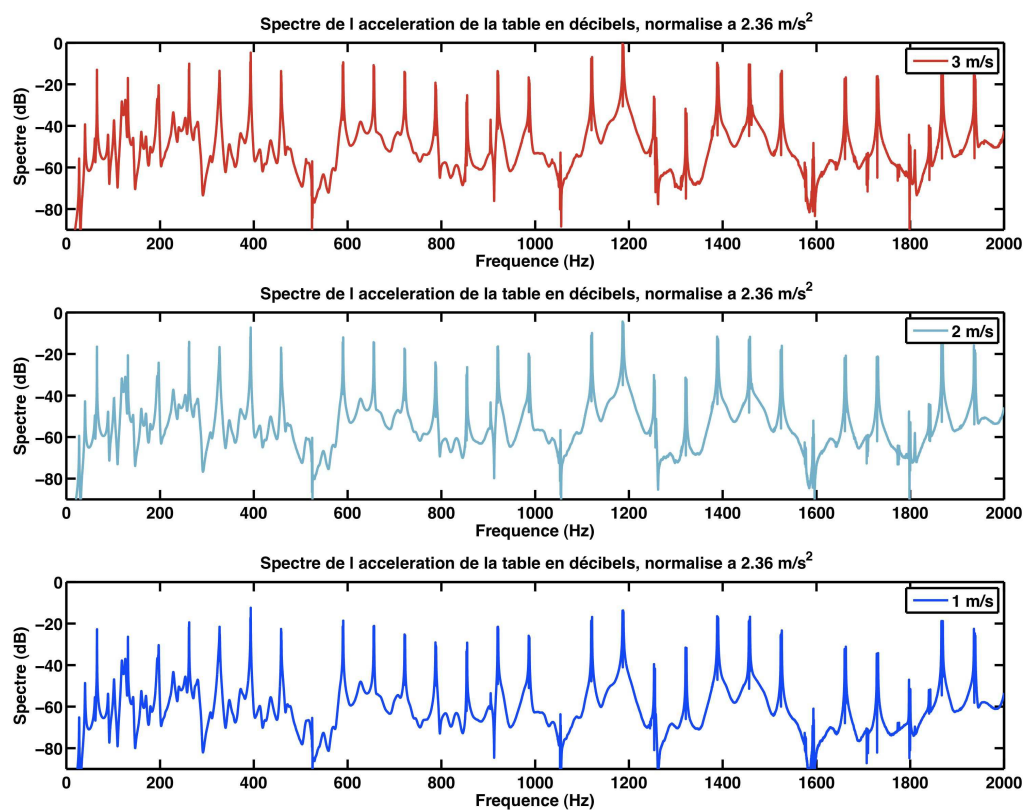 Spectre de l acceleration de la table en décibels, normalise a 2.36 m/s²
Spectre (dB)
0
−20
−40
−60
−80
3 m/s
0 200 400 600 800 1000 1200 1400 1600 1800 2000
Frequence (Hz)
Spectre de l acceleration de la table en décibels, normalise a 2.36 m/s²
Spectre (dB)
0
−20
−40
−60
−80
2 m/s
0 200 400 600 800 1000 1200 1400 1600 1800 2000
Frequence (Hz)
Spectre de l acceleration de la table en décibels, normalise a 2.36 m/s²
Spectre (dB)
0
−20
−40
−60
−80
1 m/s
0 200 400 600 800 1000 1200 1400 1600 1800 2000
Frequence (Hz)